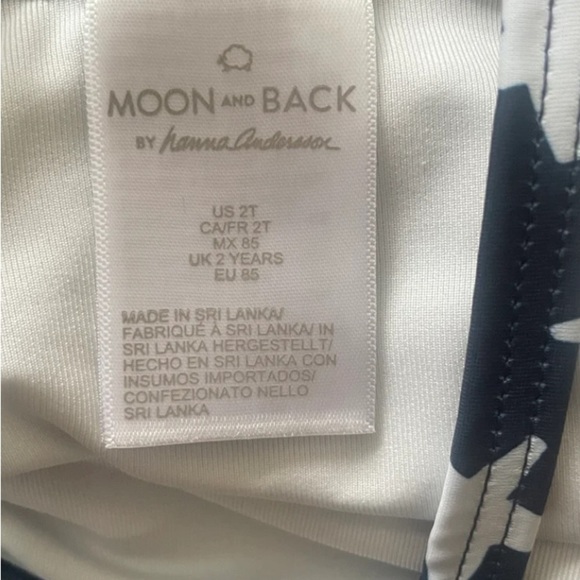 MOON AND BACK
BY hanna andersson
US 2T
CA/FR 2T
MX 85
UK 2 YEARS
EU 85
MADE IN SRI LANKA/
FABRIQUÉ À SRI LANKA/ IN
SRI LANKA HERGESTELLT/
HECHO EN SRI LANKA CON
INSUMOS IMPORTADOS/
CONFEZIONATO NELLO
SRI LANKA